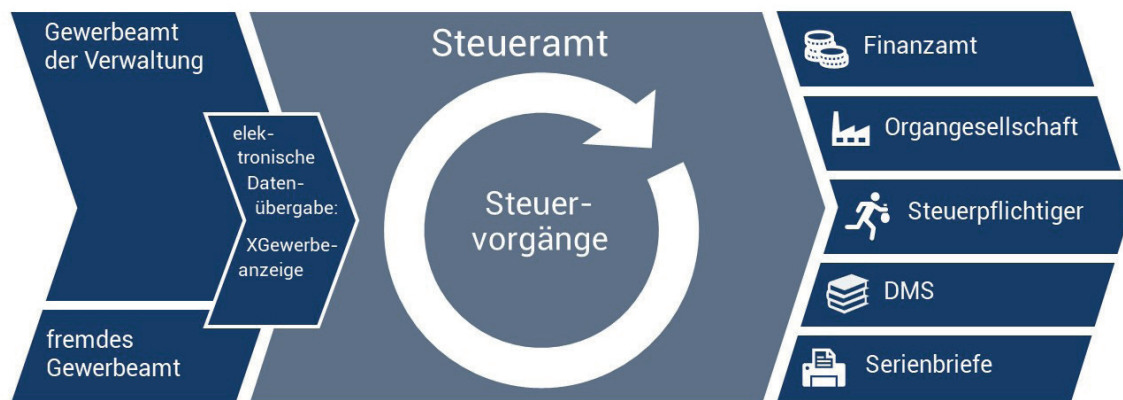 Gewerbeamt
der Verwaltung
elek-
tronische
Daten-
übergabe:
XGewerbe-
anzeige
fremdes
Gewerbeamt
Steueramt
Steuer-
vorgänge
Finanzamt
Organgesellschaft
Steuerpflichtiger
DMS
Serienbriefe